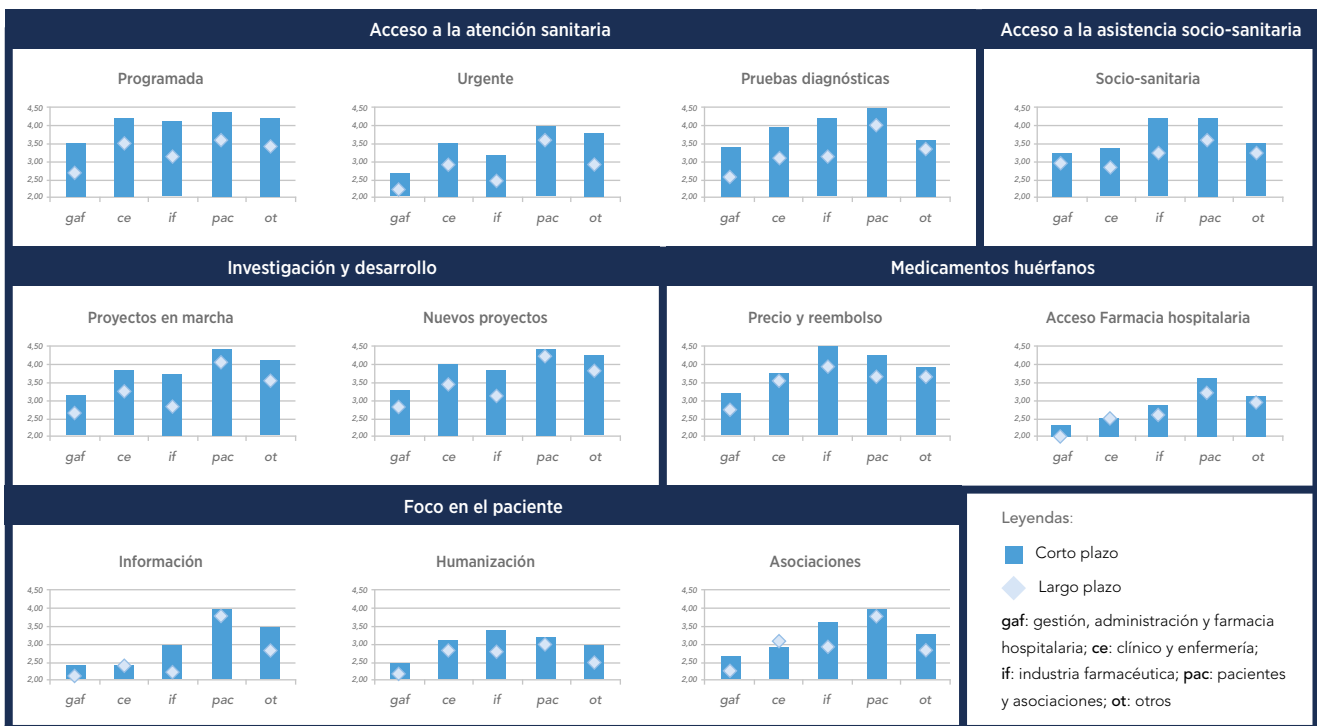 Acceso a la atención sanitaria
Acceso a la asistencia socio-sanitaria
Programada
4,50
4,00
3,50
3,00
2,50
2,00
gaf ce if pac ot
Urgente
4,50
4,00
3,50
3,00
2,50
2,00
gaf ce if pac ot
Pruebas diagnósticas
4,50
4,00
3,50
3,00
2,50
2,00
gaf ce if pac ot
Socio-sanitaria
4,50
4,00
3,50
3,00
2,50
2,00
gaf ce if pac ot
Investigación y desarrollo
Medicamentos huérfanos
Proyectos en marcha
4,50
4,00
3,50
3,00
2,50
2,00
gaf ce if pac ot
Nuevos proyectos
4,50
4,00
3,50
3,00
2,50
2,00
gaf ce if pac ot
Precio y reembolso
4,50
4,00
3,50
3,00
2,50
2,00
gaf ce if pac ot
Acceso Farmacia hospitalaria
4,50
4,00
3,50
3,00
2,50
2,00
gaf ce if pac ot
Foco en el paciente
Información
4,50
4,00
3,50
3,00
2,50
2,00
gaf ce if pac ot
Humanización
4,50
4,00
3,50
3,00
2,50
2,00
gaf ce if pac ot
Asociaciones
4,50
4,00
3,50
3,00
2,50
2,00
gaf ce if pac ot
Leyendas:
Corto plazo
Largo plazo
gaf: gestión, administración y farmacia
hospitalaria; ce: clínico y enfermería;
if: industria farmacéutica; pac: pacientes
y asociaciones; ot: otros